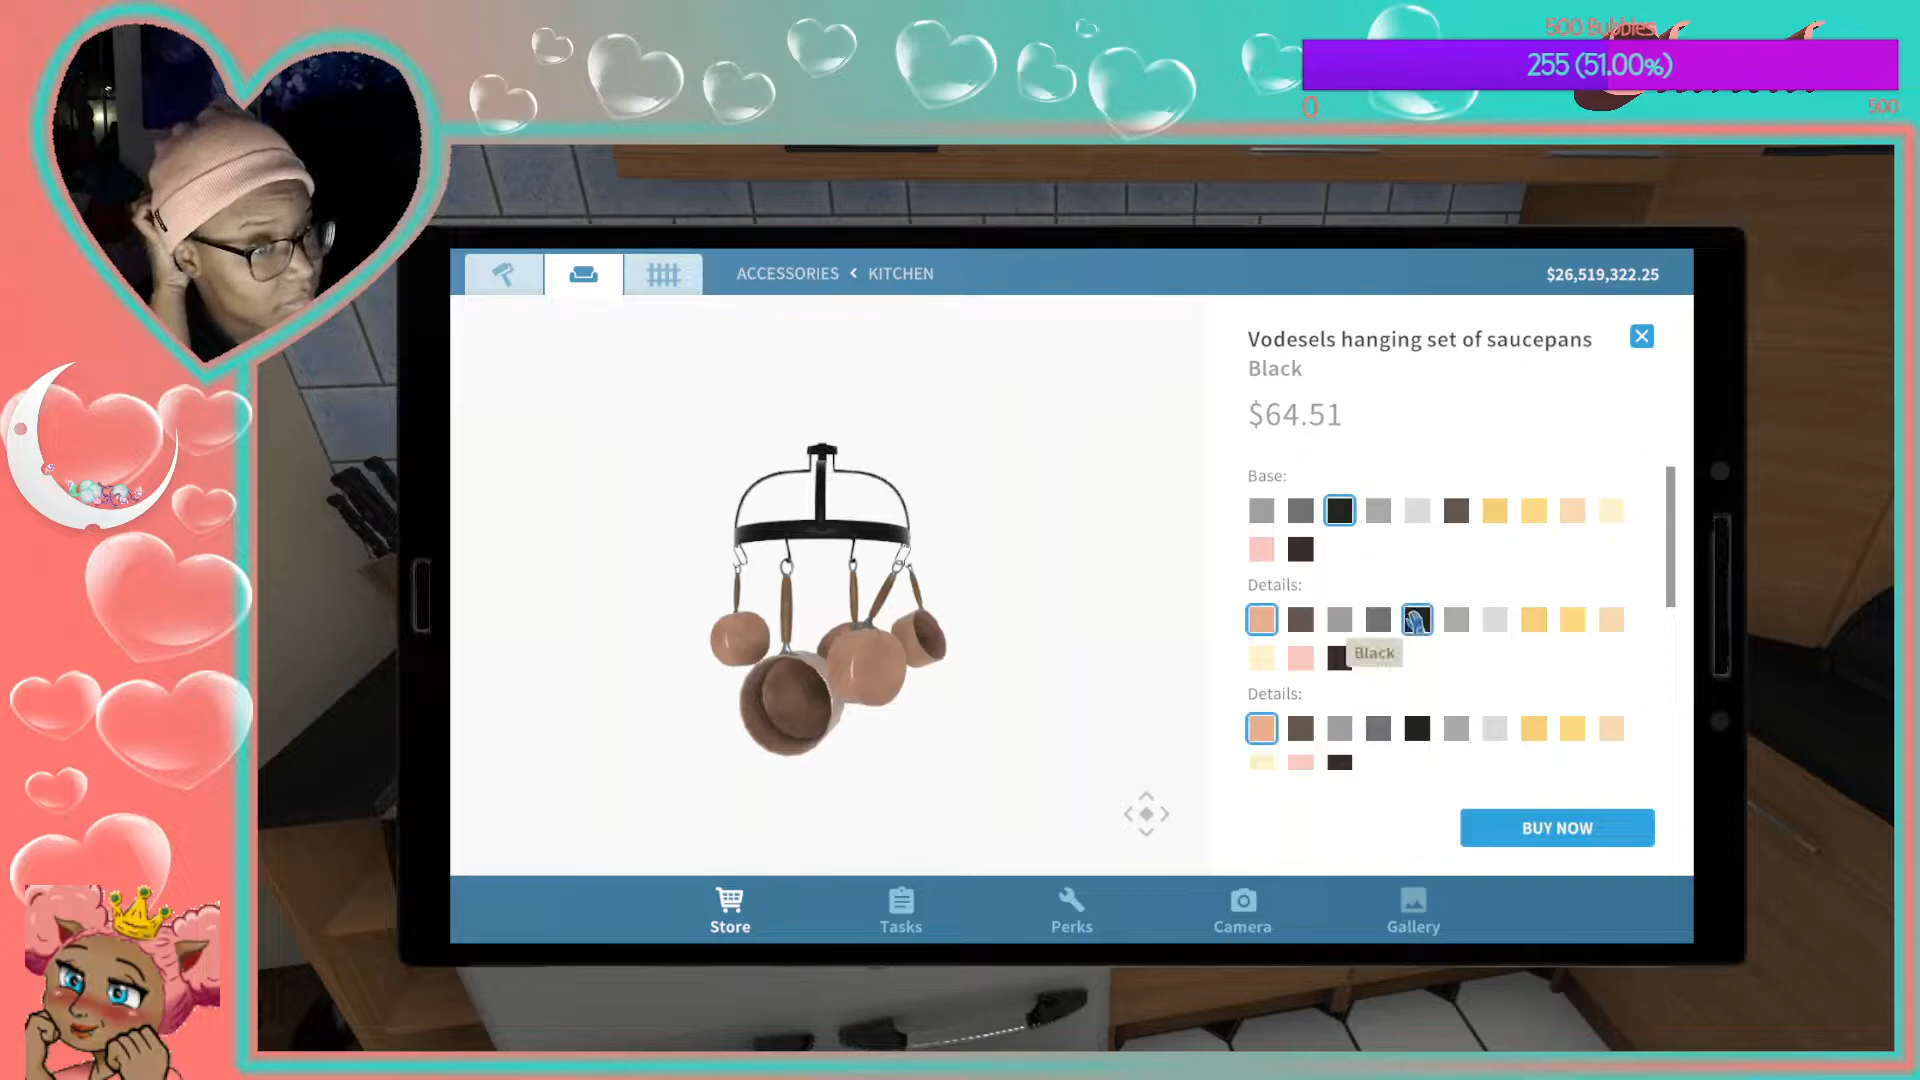 500 Bubbles
255 (51.00%)
0
500
ACCESSORIES < KITCHEN
$26,519,322.25
Vodesels hanging set of saucepans
Black
$64.51
Base:
Details:
Black
Details:
BUY NOW
Store
Tasks
Perks
Camera
Gallery